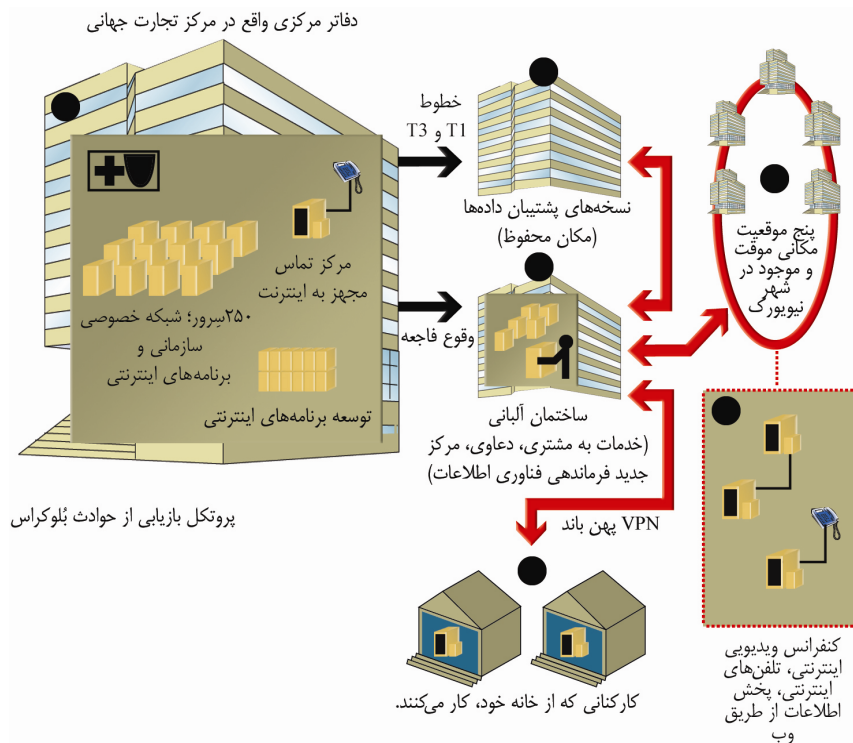 دفاتر مرکزی واقع در مرکز تجارت جهانی
خطوط
T1 و T3
نسخه‌های پشتیبان داده‌ها
(مکان محفوظ)
پنج موقعیت
مکانی موقت
و موجود در
شهر
نیویورک
مرکز تماس
مجهز به اینترنت
۲۵۰سِرور؛ شبکه خصوصی
سازمانی و
برنامه‌های اینترنتی
توسعه برنامه‌های اینترنتی
وقوع فاجعه
ساختمان آلبانی
(خدمات به مشتری، دعاوی، مرکز
جدید فرماندهی فناوری اطلاعات)
پروتکل بازیابی از حوادث بُلوکراس
VPN پهن باند
کارکنانی که از خانه خود، کار می‌کنند.
کنفرانس ویدیویی
اینترنتی، تلفن‌های
اینترنتی، پخش
اطلاعات از طریق
وب